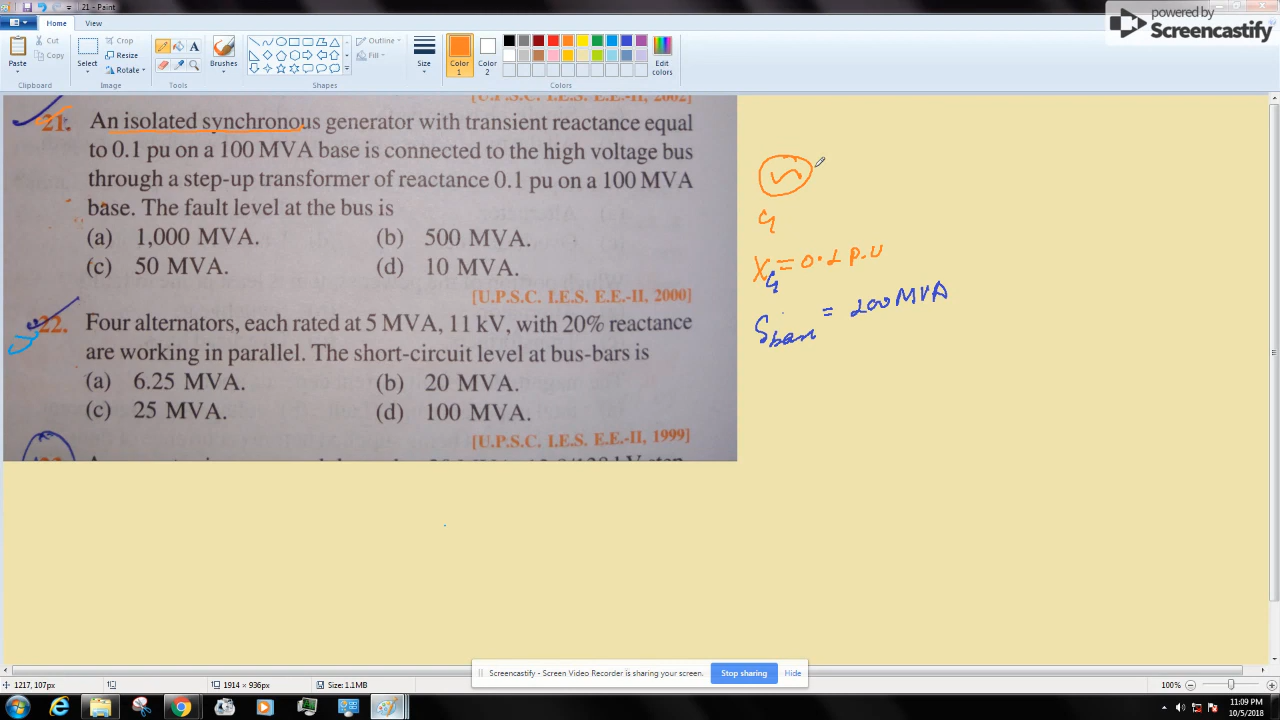 21 - Paint
powered by
Screencastify
Home View
Paste
Cut
Copy
Clipboard
Select
Crop
Resize
Rotate
Image
Tools
Brushes
Shapes
Outline
Fill
Size
Color 1
Color 2
Edit colors
Colors
[U.P.S.C. I.E.S. E.E.-II, 2002]
21. An isolated synchronous generator with transient reactance equal
to 0.1 pu on a 100 MVA base is connected to the high voltage bus
through a step-up transformer of reactance 0.1 pu on a 100 MVA
base. The fault level at the bus is
(a) 1,000 MVA. (b) 500 MVA.
(c) 50 MVA. (d) 10 MVA.
[U.P.S.C. I.E.S. E.E.-II, 2000]
22. Four alternators, each rated at 5 MVA, 11 kV, with 20% reactance
are working in parallel. The short-circuit level at bus-bars is
(a) 6.25 MVA. (b) 20 MVA.
(c) 25 MVA. (d) 100 MVA.
[U.P.S.C. I.E.S. E.E.-II, 1999]
G
XG = 0.1 P.U
Sbase = 100 MVA
Screencastify - Screen Video Recorder is sharing your screen. Stop sharing Hide
1217, 107px 1914 × 936px Size: 1.1MB 100%
11:09 PM
10/5/2018